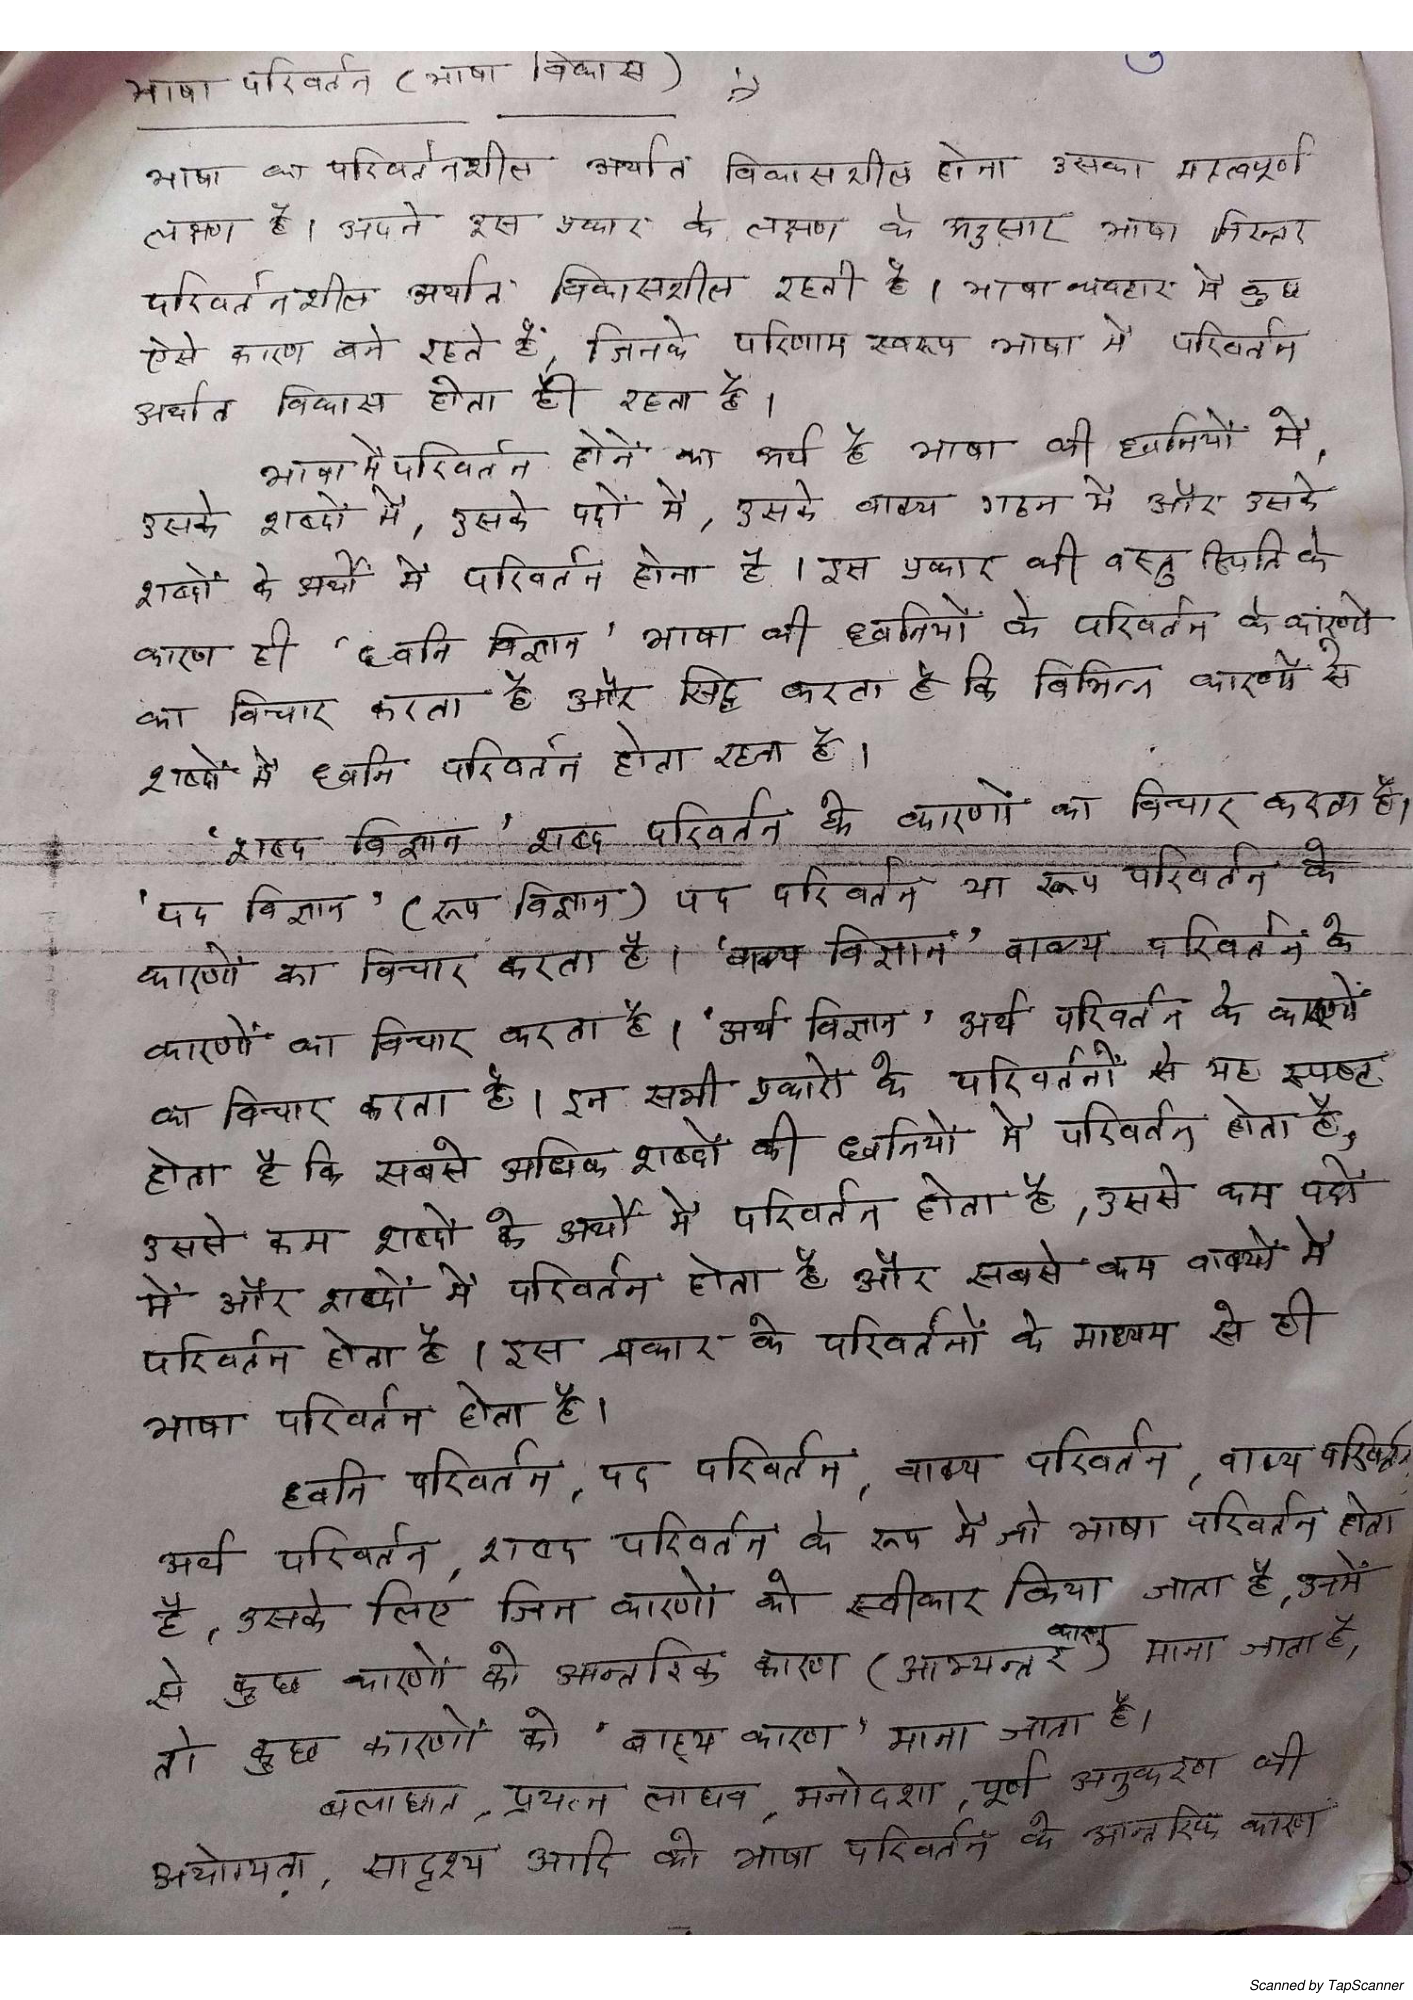 भाषा परिवर्तन (भाषा विकास)
भाषा का परिवर्तनशील अर्थात विकासशील होना उसका महत्वपूर्ण
लक्षण है। अपने इस प्रकार के लक्षण के अनुसार भाषा निरन्तर
परिवर्तनशील अर्थात विकासशील रहती है। भाषा व्यवहार में कुछ
ऐसे कारण बने रहते हैं, जिनके परिणाम स्वरूप भाषा में परिवर्तन
अर्थात विकास होता ही रहता है।
भाषा में परिवर्तन होने का अर्थ है भाषा की ध्वनियों में,
उसके शब्दों में, उसके पदों में, उसके वाक्य गठन में और उसके
शब्दों के अर्थों में परिवर्तन होना है। इस प्रकार की वस्तु स्थिति के
कारण ही 'ध्वनि विज्ञान' भाषा की ध्वनियों के परिवर्तन के कारणों
का विचार करता है और सिद्ध करता है कि विभिन्न कारणों से
शब्दों में ध्वनि परिवर्तन होता रहता है।
'शब्द विज्ञान' शब्द परिवर्तन के कारणों का विचार करता है।
'पद विज्ञान' (रूप विज्ञान) पद परिवर्तन या रूप परिवर्तन के
कारणों का विचार करता है। 'वाक्य विज्ञान' वाक्य परिवर्तन के
कारणों का विचार करता है। 'अर्थ विज्ञान' अर्थ परिवर्तन के कारणों
का विचार करता है। इन सभी प्रकारों के परिवर्तनों से यह स्पष्ट
होता है कि सबसे अधिक शब्दों की ध्वनियों में परिवर्तन होता है,
उससे कम शब्दों के अर्थों में परिवर्तन होता है, उससे कम पदों
में और शब्दों में परिवर्तन होता है और सबसे कम वाक्यों में
परिवर्तन होता है। इस प्रकार के परिवर्तनों के माध्यम से ही
भाषा परिवर्तन होता है।
ध्वनि परिवर्तन, पद परिवर्तन, वाक्य परिवर्तन, वाक्य परिवर्तन,
अर्थ परिवर्तन, शब्द परिवर्तन के रूप में जो भाषा परिवर्तन होता
है, उसके लिए जिन कारणों को स्वीकार किया जाता है, उनमें
से कुछ कारणों को आन्तरिक कारण (आभ्यन्तर कारण) माना जाता है,
तो कुछ कारणों को 'बाह्य कारण' माना जाता है।
बलाघात, प्रयत्न लाघव, मनोदशा, पूर्ण अनुकरण की
अयोग्यता, सादृश्य आदि को भाषा परिवर्तन के आन्तरिक कारण
Scanned by TapScanner